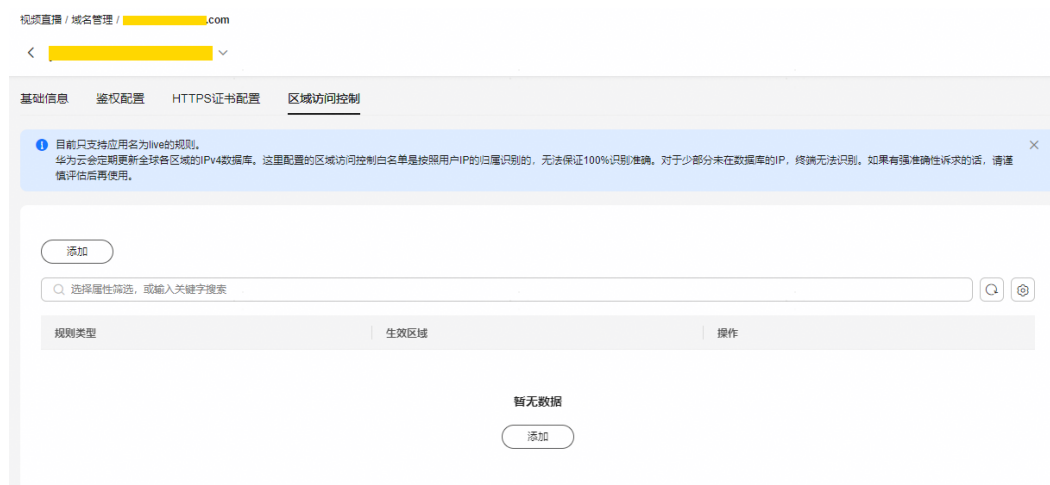 视频直播 / 域名管理 / .com
基础信息 鉴权配置 HTTPS证书配置 区域访问控制
目前只支持应用名为live的规则。
华为云会定期更新全球各区域的IPv4数据库。这里配置的区域访问控制白名单是按照用户IP的归属识别的，无法保证100%识别准确。对于少部分未在数据库的IP，终端无法识别。如果有强准确性诉求的话，请谨
慎评估后再使用。
添加
选择属性筛选，或输入关键字搜索
规则类型 生效区域 操作
暂无数据
添加